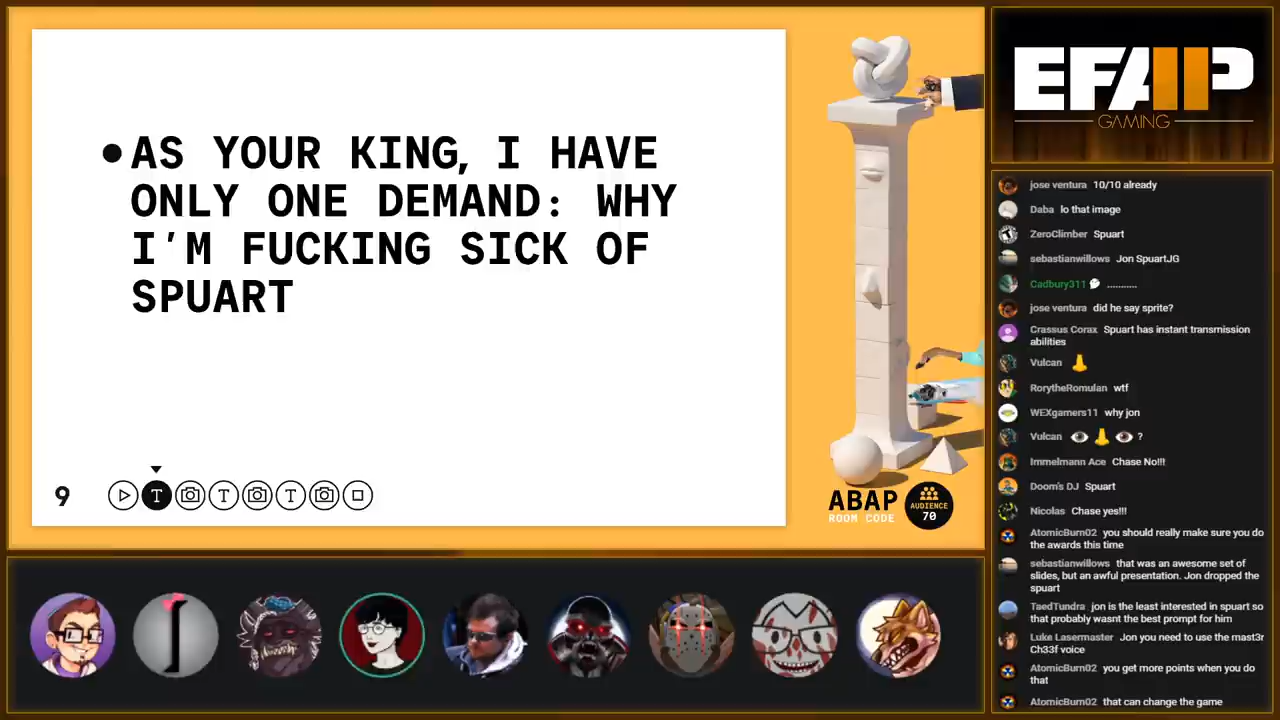 • AS YOUR KING, I HAVE
ONLY ONE DEMAND: WHY
I'M FUCKING SICK OF
SPUART
9
T
T
T
ABAP
ROOM CODE
AUDIENCE
70
EFAP
GAMING
jose ventura 10/10 already
Daba lo that image
ZeroClimber Spuart
sebastianwillows Jon SpuartJG
Cadbury311 ...........
jose ventura did he say sprite?
Crassus Corax Spuart has instant transmission
abilities
Vulcan 👃
RorytheRomulan wtf
WEXgamers11 why jon
Vulcan 👁 👃 👁 ?
Immelmann Ace Chase No!!!
Doom's DJ Spuart
Nicolas Chase yes!!!
AtomicBurn02 you should really make sure you do
the awards this time
sebastianwillows that was an awesome set of
slides, but an awful presentation. Jon dropped the
spuart
TaedTundra jon is the least interested in spuart so
that probably wasnt the best prompt for him
Luke Lasermaster Jon you need to use the mast3r
Ch33f voice
AtomicBurn02 you get more points when you do
that
AtomicBurn02 that can change the game